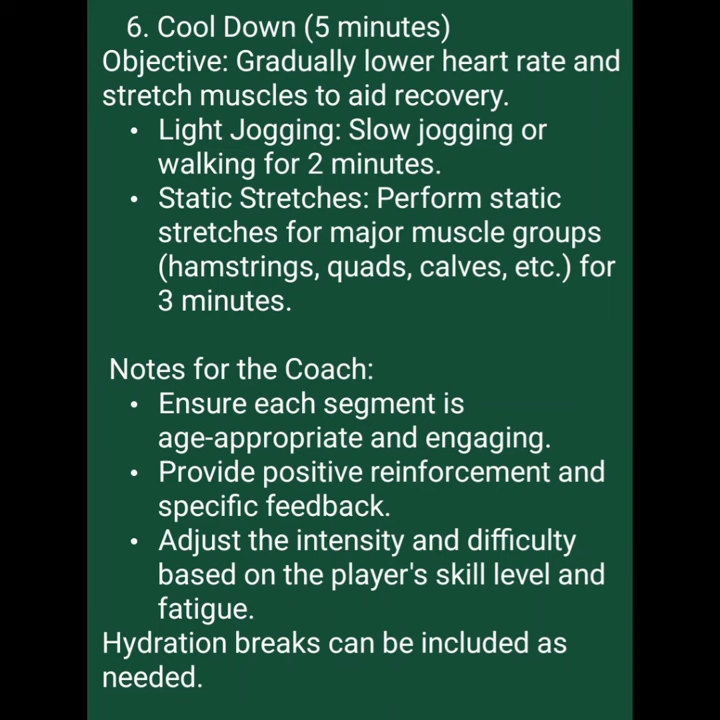 6. Cool Down (5 minutes)
Objective: Gradually lower heart rate and
stretch muscles to aid recovery.
• Light Jogging: Slow jogging or
walking for 2 minutes.
• Static Stretches: Perform static
stretches for major muscle groups
(hamstrings, quads, calves, etc.) for
3 minutes.
Notes for the Coach:
• Ensure each segment is
age-appropriate and engaging.
• Provide positive reinforcement and
specific feedback.
• Adjust the intensity and difficulty
based on the player's skill level and
fatigue.
Hydration breaks can be included as
needed.